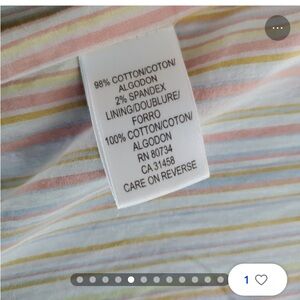 98% COTTON/COTON/
ALGODON
2% SPANDEX
LINING/DOUBLURE/
FORRO
100% COTTON/COTON/
ALGODON
RN 80734
CA 31458
CARE ON REVERSE
1